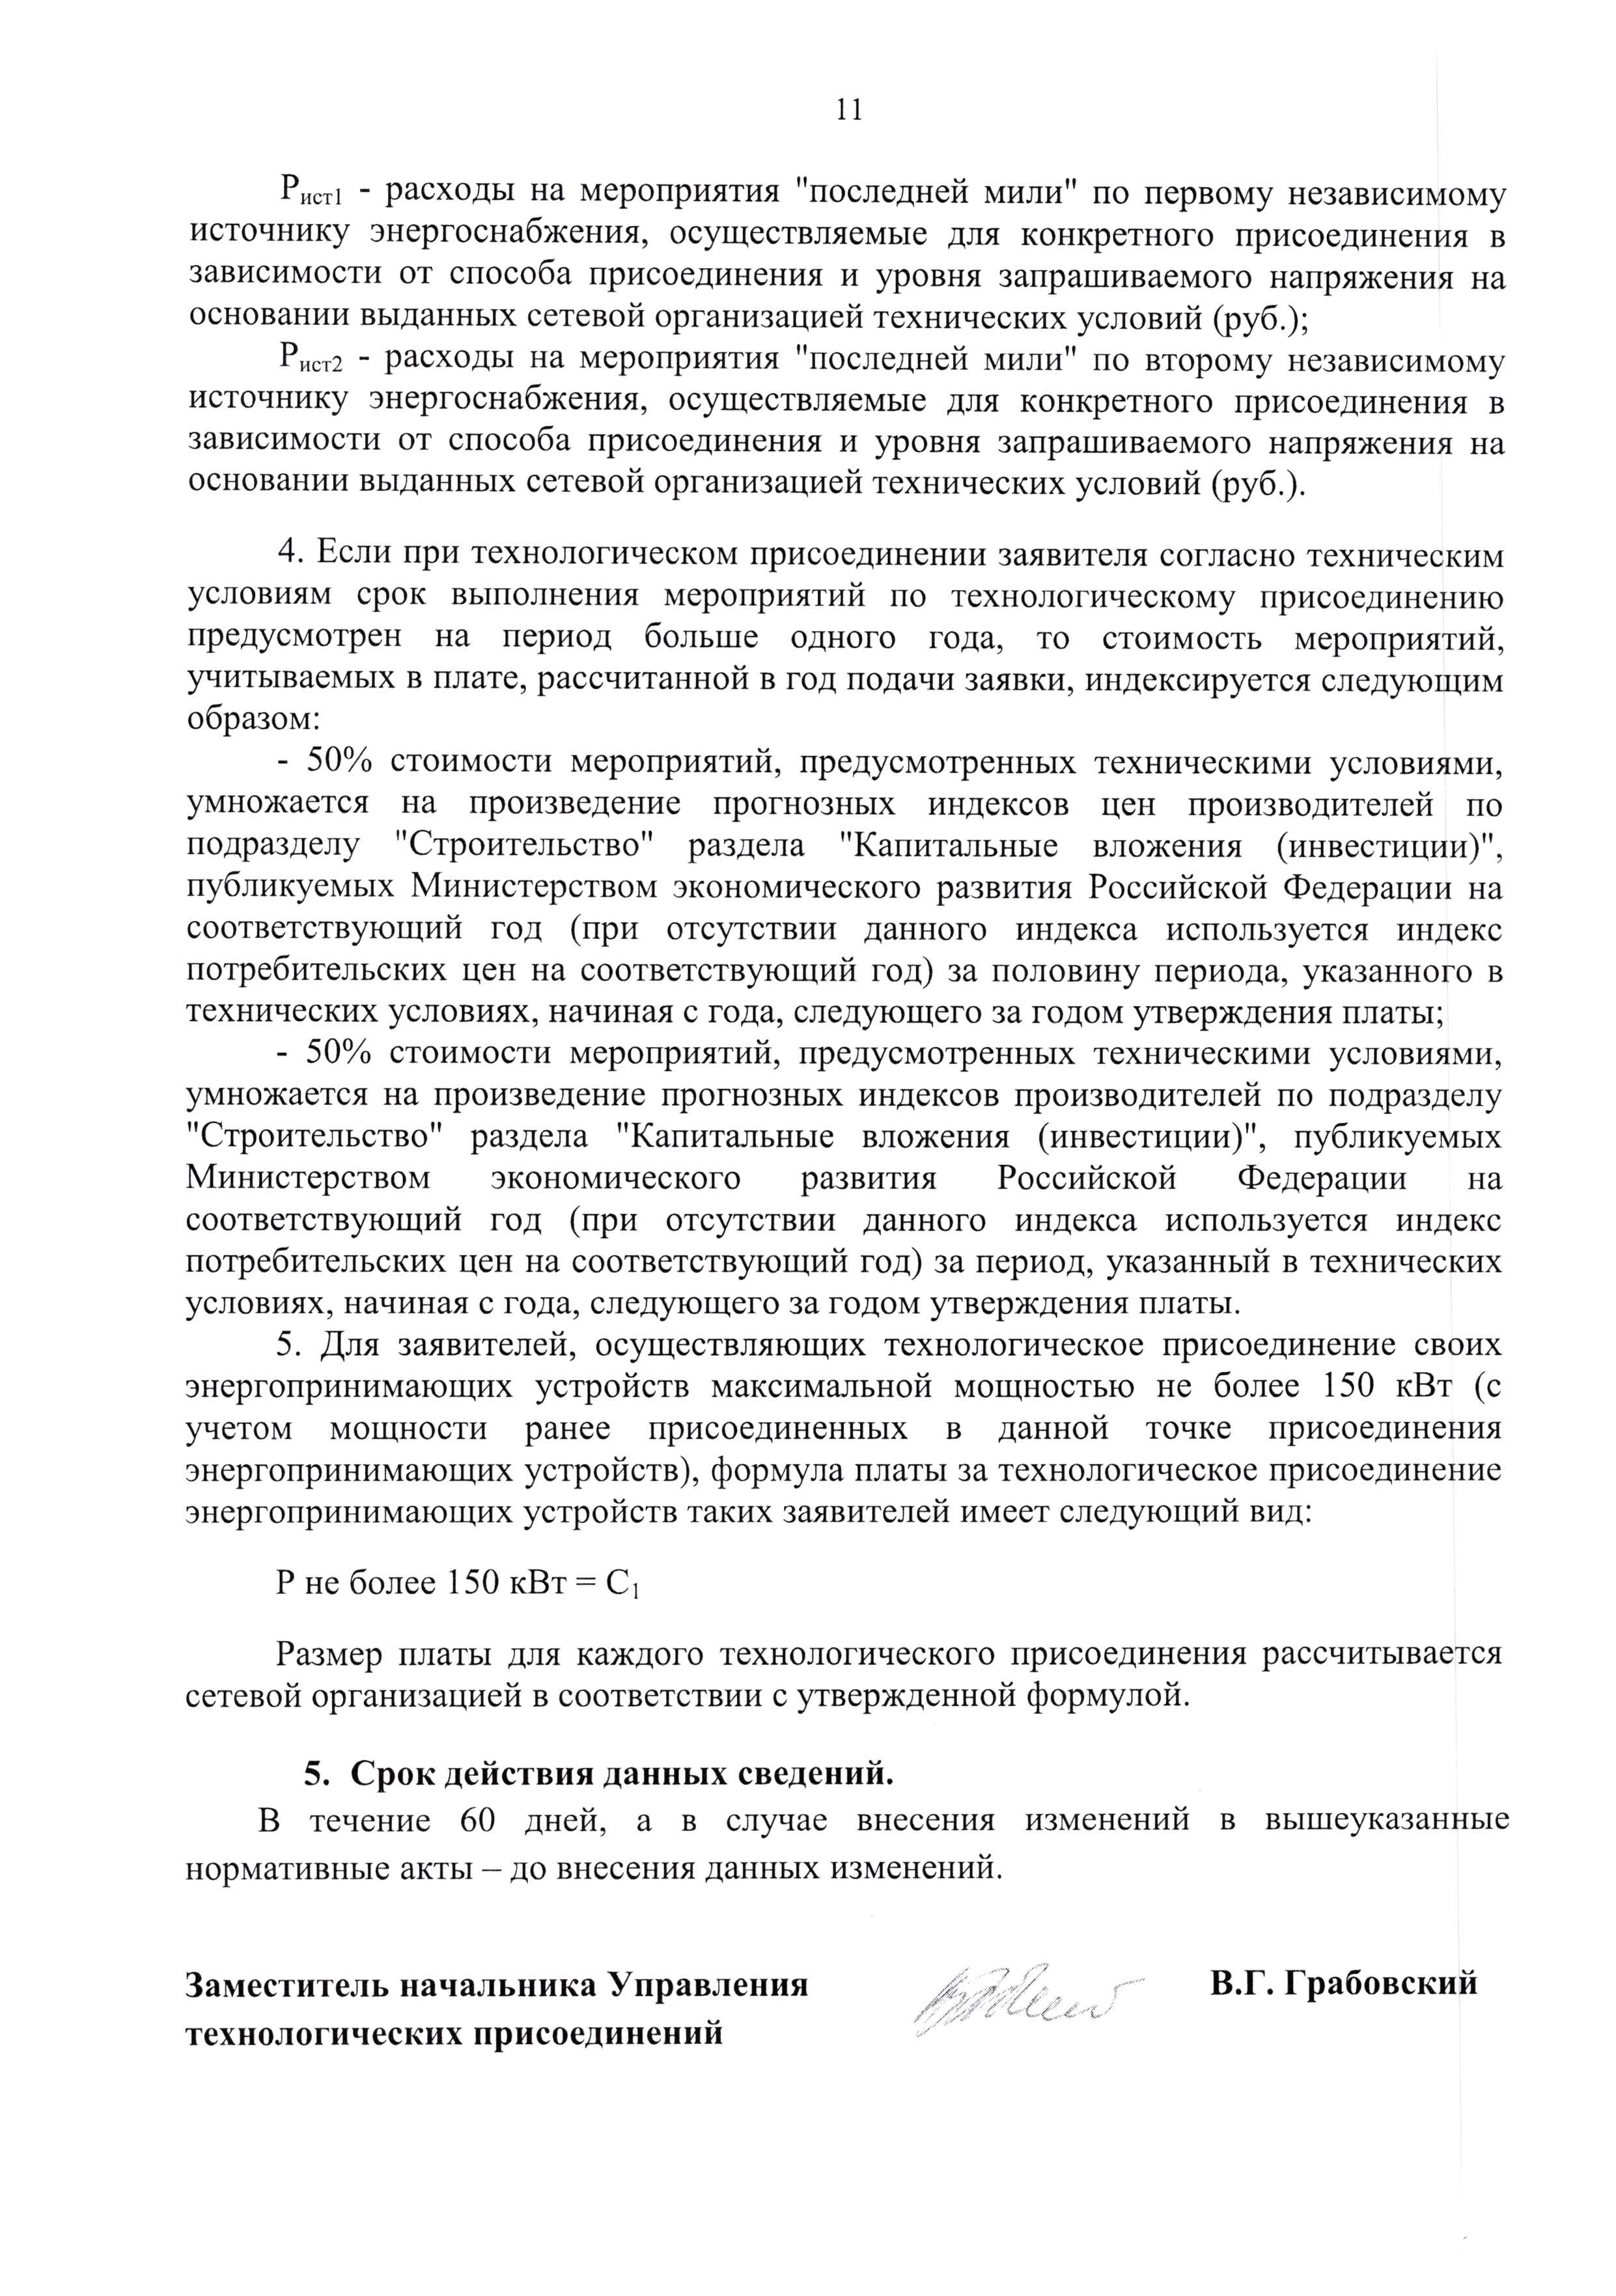 11
Рист1 - расходы на мероприятия "последней мили" по первому независимому
источнику энергоснабжения, осуществляемые для конкретного присоединения в
зависимости от способа присоединения и уровня запрашиваемого напряжения на
основании выданных сетевой организацией технических условий (руб.);
Рист2 - расходы на мероприятия "последней мили" по второму независимому
источнику энергоснабжения, осуществляемые для конкретного присоединения в
зависимости от способа присоединения и уровня запрашиваемого напряжения на
основании выданных сетевой организацией технических условий (руб.).
4. Если при технологическом присоединении заявителя согласно техническим
условиям срок выполнения мероприятий по технологическому присоединению
предусмотрен на период больше одного года, то стоимость мероприятий,
учитываемых в плате, рассчитанной в год подачи заявки, индексируется следующим
образом:
- 50% стоимости мероприятий, предусмотренных техническими условиями,
умножается на произведение прогнозных индексов цен производителей по
подразделу "Строительство" раздела "Капитальные вложения (инвестиции)",
публикуемых Министерством экономического развития Российской Федерации на
соответствующий год (при отсутствии данного индекса используется индекс
потребительских цен на соответствующий год) за половину периода, указанного в
технических условиях, начиная с года, следующего за годом утверждения платы;
- 50% стоимости мероприятий, предусмотренных техническими условиями,
умножается на произведение прогнозных индексов производителей по подразделу
"Строительство" раздела "Капитальные вложения (инвестиции)", публикуемых
Министерством экономического развития Российской Федерации на
соответствующий год (при отсутствии данного индекса используется индекс
потребительских цен на соответствующий год) за период, указанный в технических
условиях, начиная с года, следующего за годом утверждения платы.
5. Для заявителей, осуществляющих технологическое присоединение своих
энергопринимающих устройств максимальной мощностью не более 150 кВт (с
учетом мощности ранее присоединенных в данной точке присоединения
энергопринимающих устройств), формула платы за технологическое присоединение
энергопринимающих устройств таких заявителей имеет следующий вид:
Р не более 150 кВт = С1
Размер платы для каждого технологического присоединения рассчитывается
сетевой организацией в соответствии с утвержденной формулой.
5. Срок действия данных сведений.
В течение 60 дней, а в случае внесения изменений в вышеуказанные
нормативные акты – до внесения данных изменений.
Заместитель начальника Управления В.Г. Грабовский
технологических присоединений